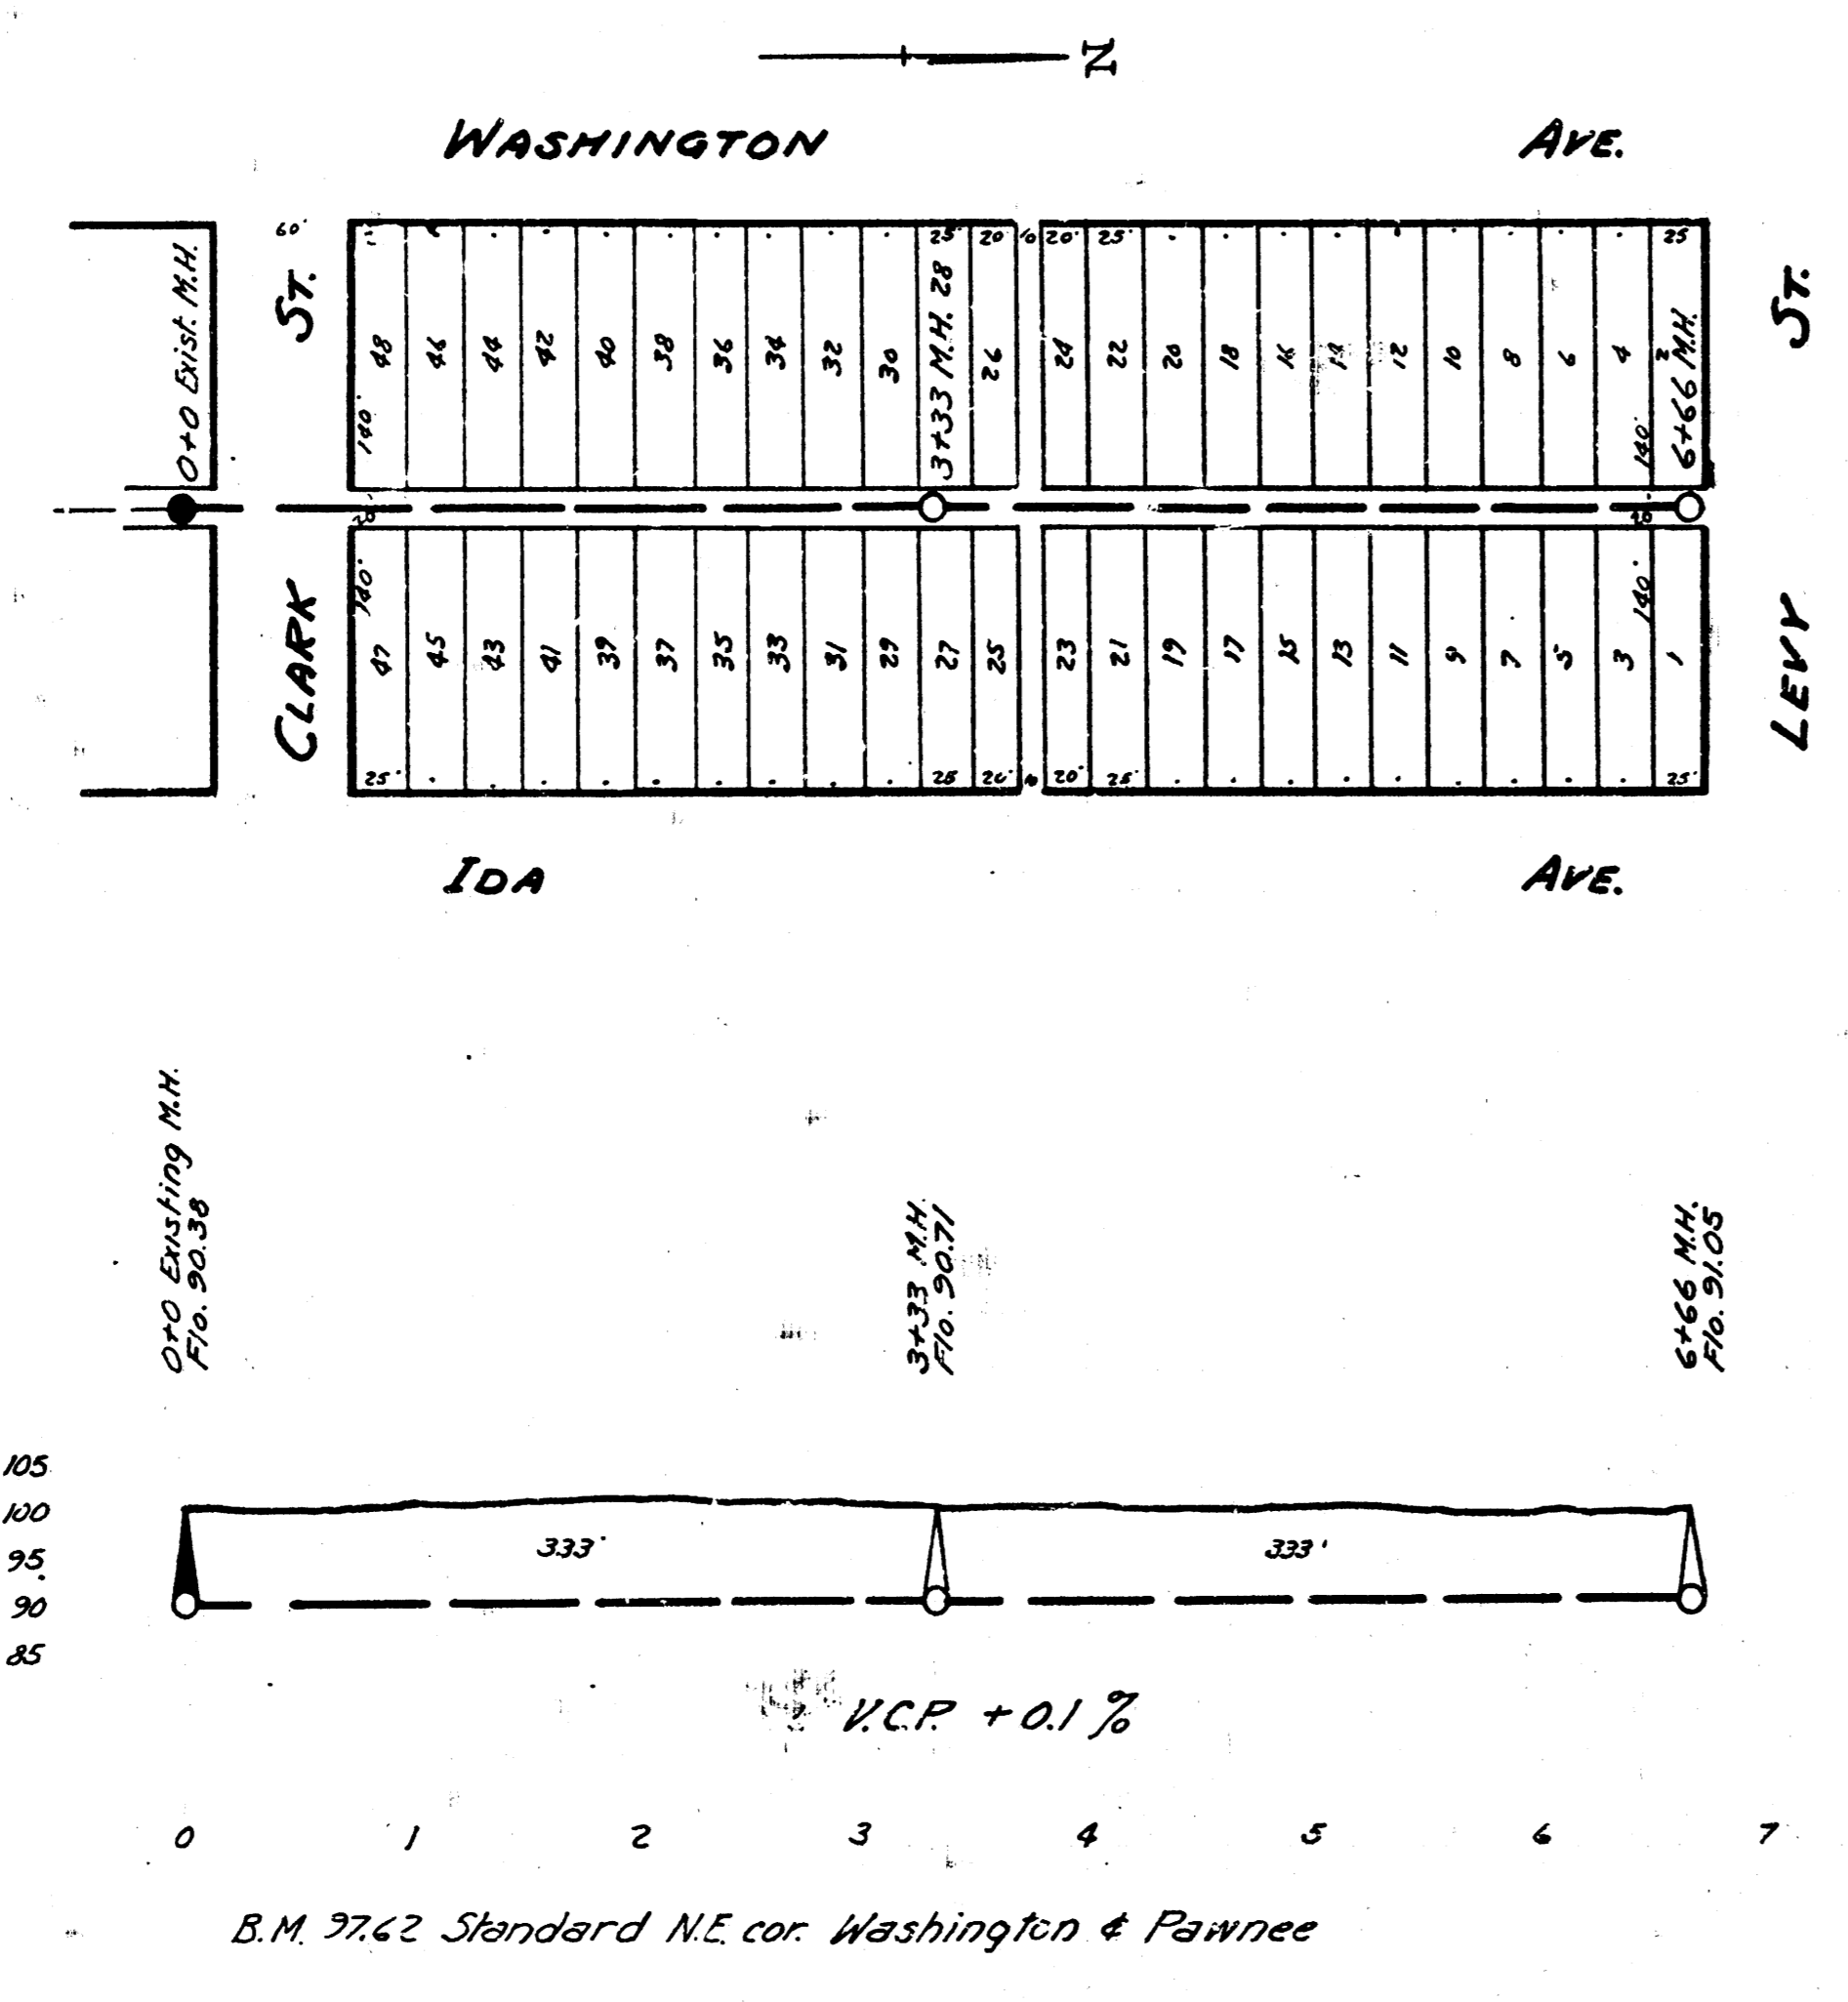 N
WASHINGTON AVE.
60'
25' 20' 10 20' 25' 25
0+0 Exist. M.H.
ST.
48 46 44 42 40 38 36 34 32 30 3+33 M.H. 28 26 24 22 20 18 16 14 12 10 8 6 4 2
6+66 M.H.
ST.
140' 140'
20' 20'
140' 140'
CLARK
47 45 43 41 39 37 35 33 31 29 27 25 23 21 19 17 15 13 11 9 7 5 3 1
LEVY
25' 25 20' 10 20' 25' 25'
IDA AVE.
0+0 Existing M.H.
Flo. 90.38
3+33 M.H.
Flo. 90.71
6+66 M.H.
Flo. 91.05
105
100
95
90
85
333' 333'
V.C.P. +0.1%
0 1 2 3 4 5 6 7
B.M. 97.62 Standard N.E. cor. Washington & Pawnee